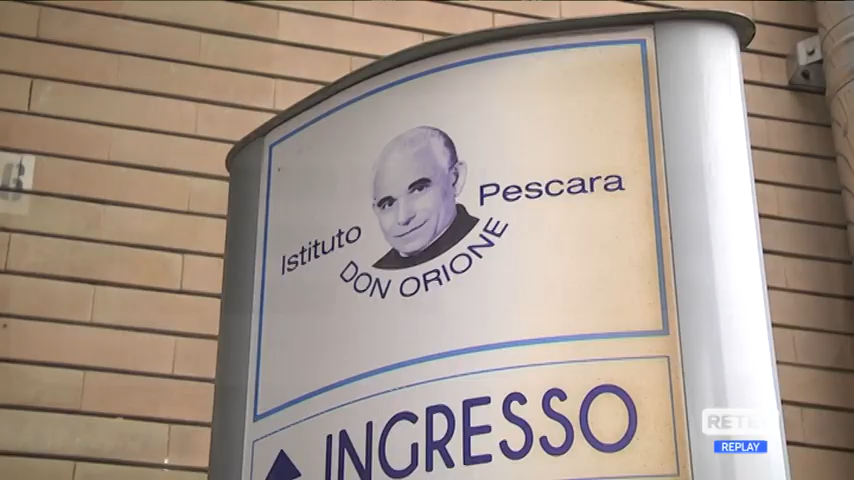 Istituto Pescara
DON ORIONE
INGRESSO
RETE
REPLAY